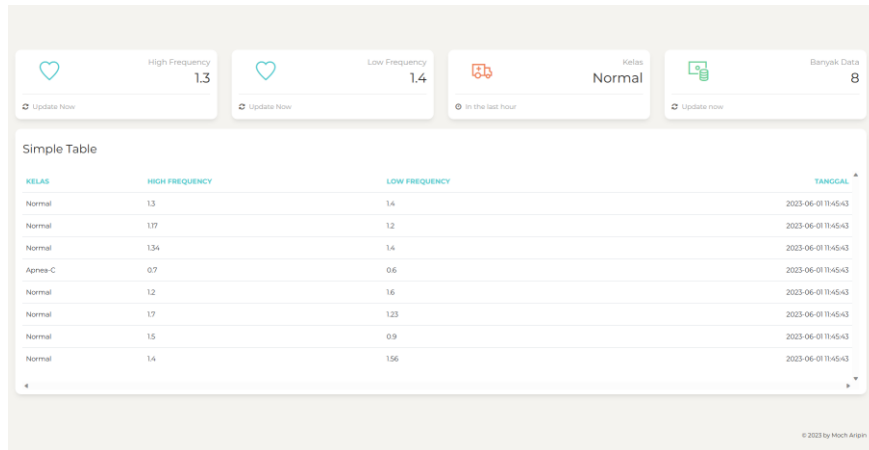 High Frequency
1.3
Update Now
Low Frequency
1.4
Update Now
Kelas
Normal
In the last hour
Banyak Data
8
Update now
Simple Table
KELAS HIGH FREQUENCY LOW FREQUENCY TANGGAL
Normal 1.3 1.4 2023-06-01 11:45:43
Normal 1.17 1.2 2023-06-01 11:45:43
Normal 1.34 1.4 2023-06-01 11:45:43
Apnea-C 0.7 0.6 2023-06-01 11:45:43
Normal 1.2 1.6 2023-06-01 11:45:43
Normal 1.7 1.23 2023-06-01 11:45:43
Normal 1.5 0.9 2023-06-01 11:45:43
Normal 1.4 1.56 2023-06-01 11:45:43
© 2023 by Moch Aripin